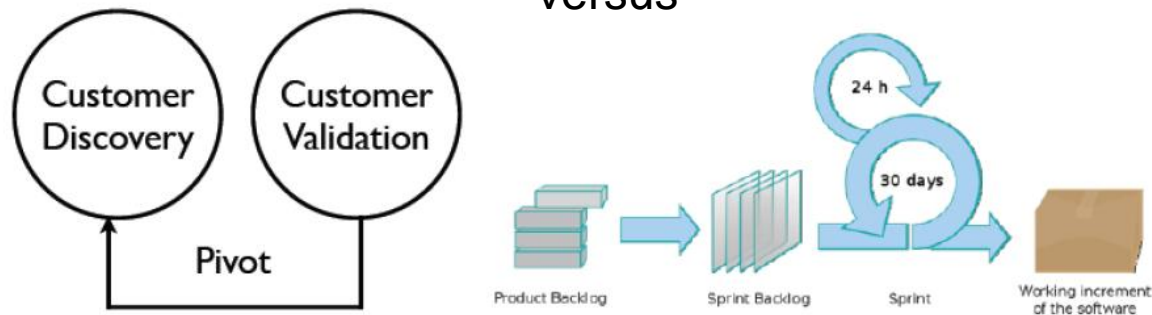 versus
Customer
Discovery
Customer
Validation
Pivot
24 h
30 days
Product Backlog
Sprint Backlog
Sprint
Working increment
of the software